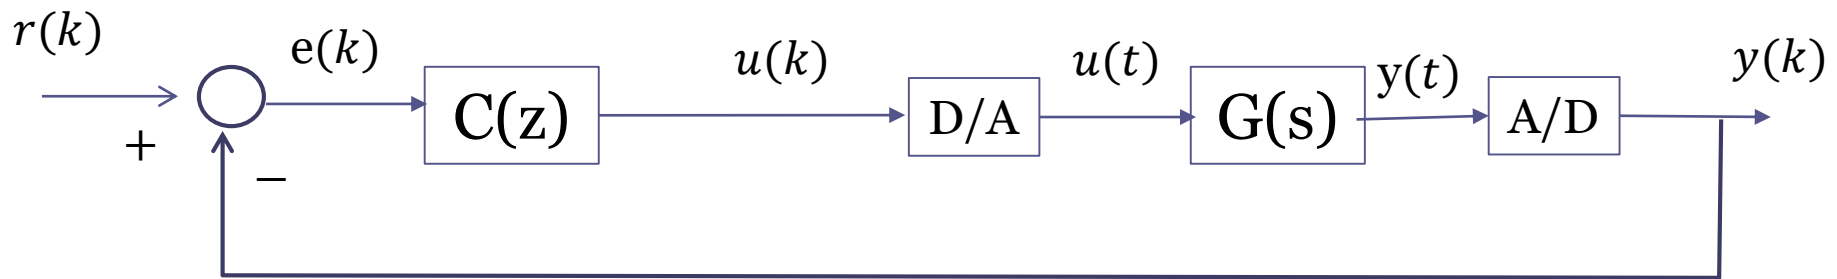 r(k)
e(k)
u(k)
u(t)
y(t)
y(k)
C(z)
D/A
G(s)
A/D
+
−